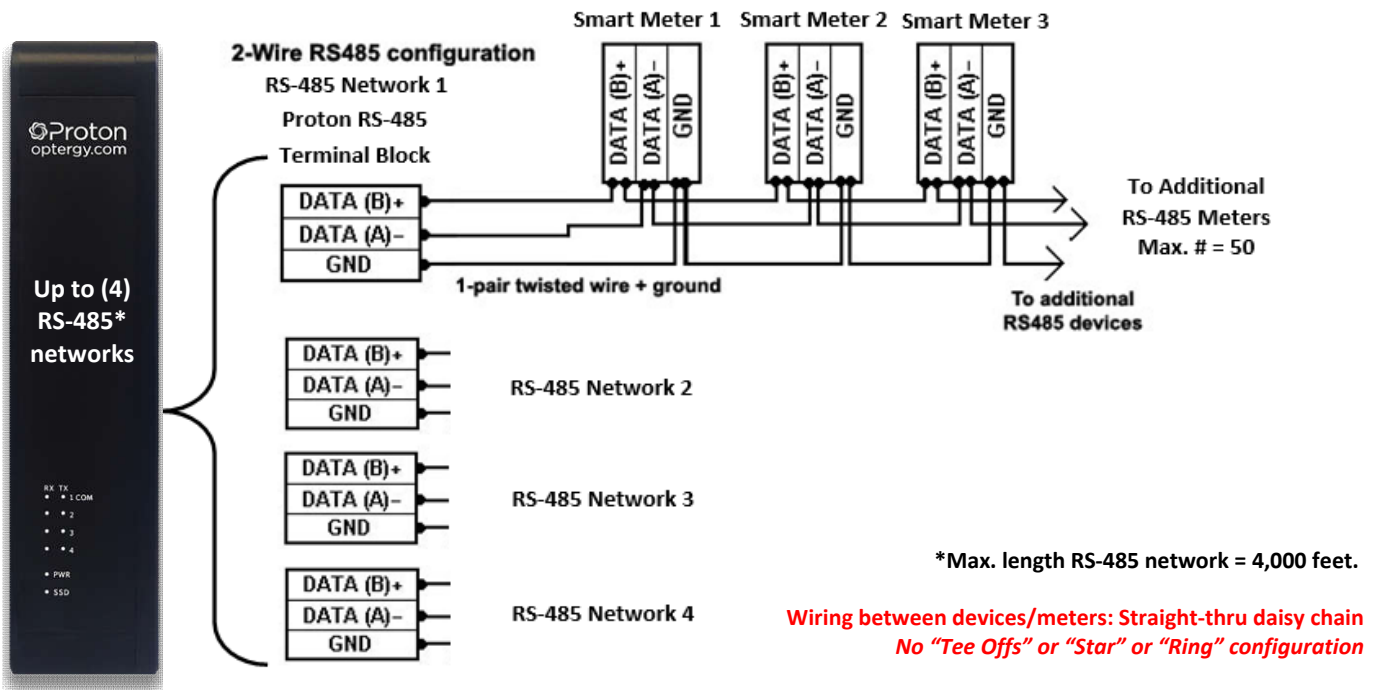 Proton
optergy.com
Up to (4)
RS-485*
networks
RX TX
1 COM
2
3
4
PWR
SSD
2-Wire RS485 configuration
RS-485 Network 1
Proton RS-485
Terminal Block
DATA (B)+
DATA (A)–
GND
1-pair twisted wire + ground
Smart Meter 1
DATA (B)+
DATA (A)–
GND
Smart Meter 2
DATA (B)+
DATA (A)–
GND
Smart Meter 3
DATA (B)+
DATA (A)–
GND
To Additional
RS-485 Meters
Max. # = 50
To additional
RS485 devices
DATA (B)+
DATA (A)–
GND
RS-485 Network 2
DATA (B)+
DATA (A)–
GND
RS-485 Network 3
DATA (B)+
DATA (A)–
GND
RS-485 Network 4
*Max. length RS-485 network = 4,000 feet.
Wiring between devices/meters: Straight-thru daisy chain
No “Tee Offs” or “Star” or “Ring” configuration